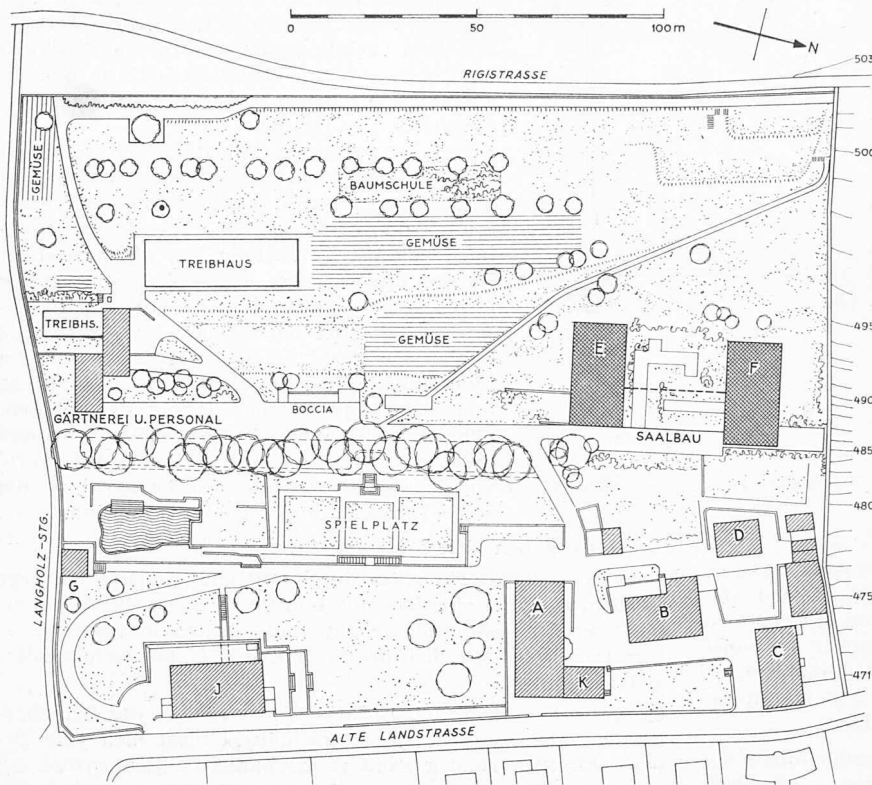 0 50 100 m
N
503
RIGISTRASSE
500
GEMÜSE
BAUMSCHULE
GEMÜSE
TREIBHAUS
495
TREIBHS.
GEMÜSE
E
F
490
BOCCIA
GÄRTNEREI U. PERSONAL
SAALBAU
485
480
SPIELPLATZ
D
LANGHOLZ-STG.
G
475
A
B
C
J
K
471
ALTE LANDSTRASSE